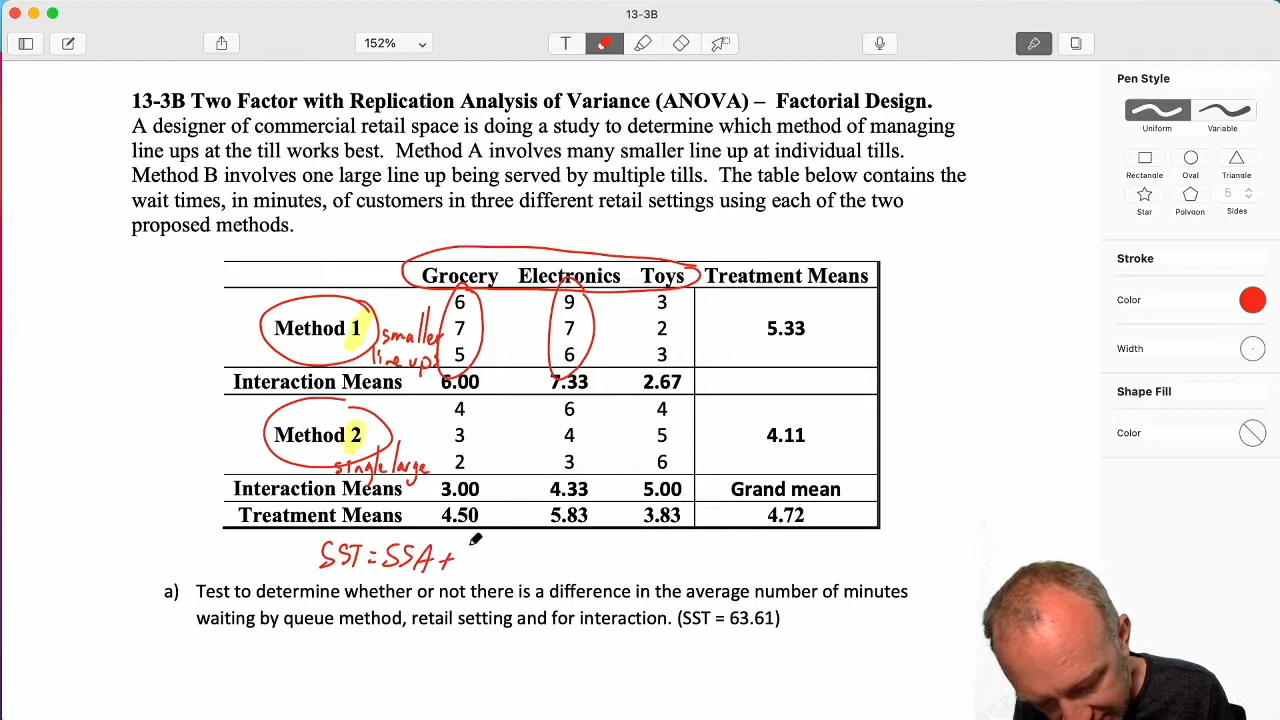 13-3B
152%
T
13-3B Two Factor with Replication Analysis of Variance (ANOVA) – Factorial Design.
A designer of commercial retail space is doing a study to determine which method of managing
line ups at the till works best. Method A involves many smaller line up at individual tills.
Method B involves one large line up being served by multiple tills. The table below contains the
wait times, in minutes, of customers in three different retail settings using each of the two
proposed methods.
Grocery Electronics Toys Treatment Means
6 9 3
Method 1 smaller 7 7 2 5.33
line ups 5 6 3
Interaction Means 6.00 7.33 2.67
4 6 4
Method 2 3 4 5 4.11
single large 2 3 6
Interaction Means 3.00 4.33 5.00 Grand mean
Treatment Means 4.50 5.83 3.83 4.72
SST = SSA +
a) Test to determine whether or not there is a difference in the average number of minutes
waiting by queue method, retail setting and for interaction. (SST = 63.61)
Pen Style
Uniform Variable
Rectangle Oval Triangle
5
Star Polygon Sides
Stroke
Color
Width
Shape Fill
Color